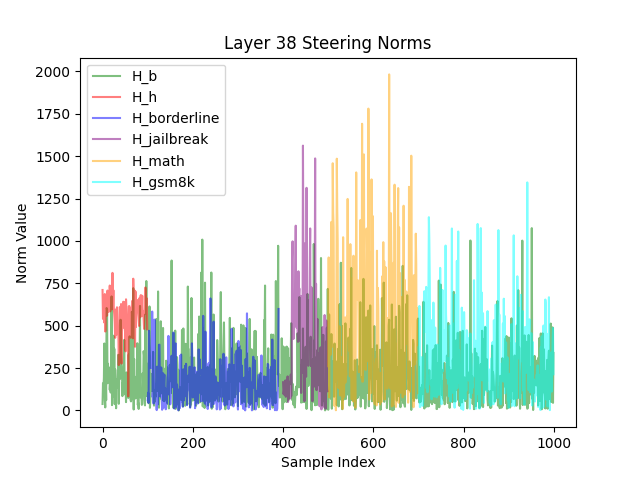 Layer 38 Steering Norms
H_b
H_h
H_borderline
H_jailbreak
H_math
H_gsm8k
Norm Value
2000
1750
1500
1250
1000
750
500
250
0
0 200 400 600 800 1000
Sample Index